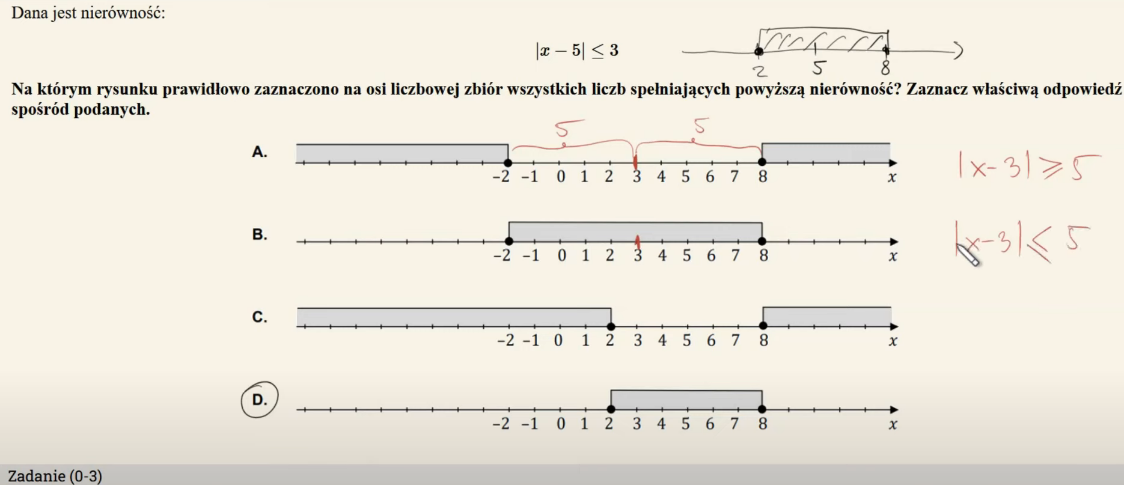 Dana jest nierówność:
|x − 5| ≤ 3
2 5 8
Na którym rysunku prawidłowo zaznaczono na osi liczbowej zbiór wszystkich liczb spełniających powyższą nierówność? Zaznacz właściwą odpowiedź
spośród podanych.
5 5
A.
−2 −1 0 1 2 3 4 5 6 7 8 x
|x-3| ⩾ 5
B.
−2 −1 0 1 2 3 4 5 6 7 8 x
|x-3| ⩽ 5
C.
−2 −1 0 1 2 3 4 5 6 7 8 x
D.
−2 −1 0 1 2 3 4 5 6 7 8 x
Zadanie (0-3)